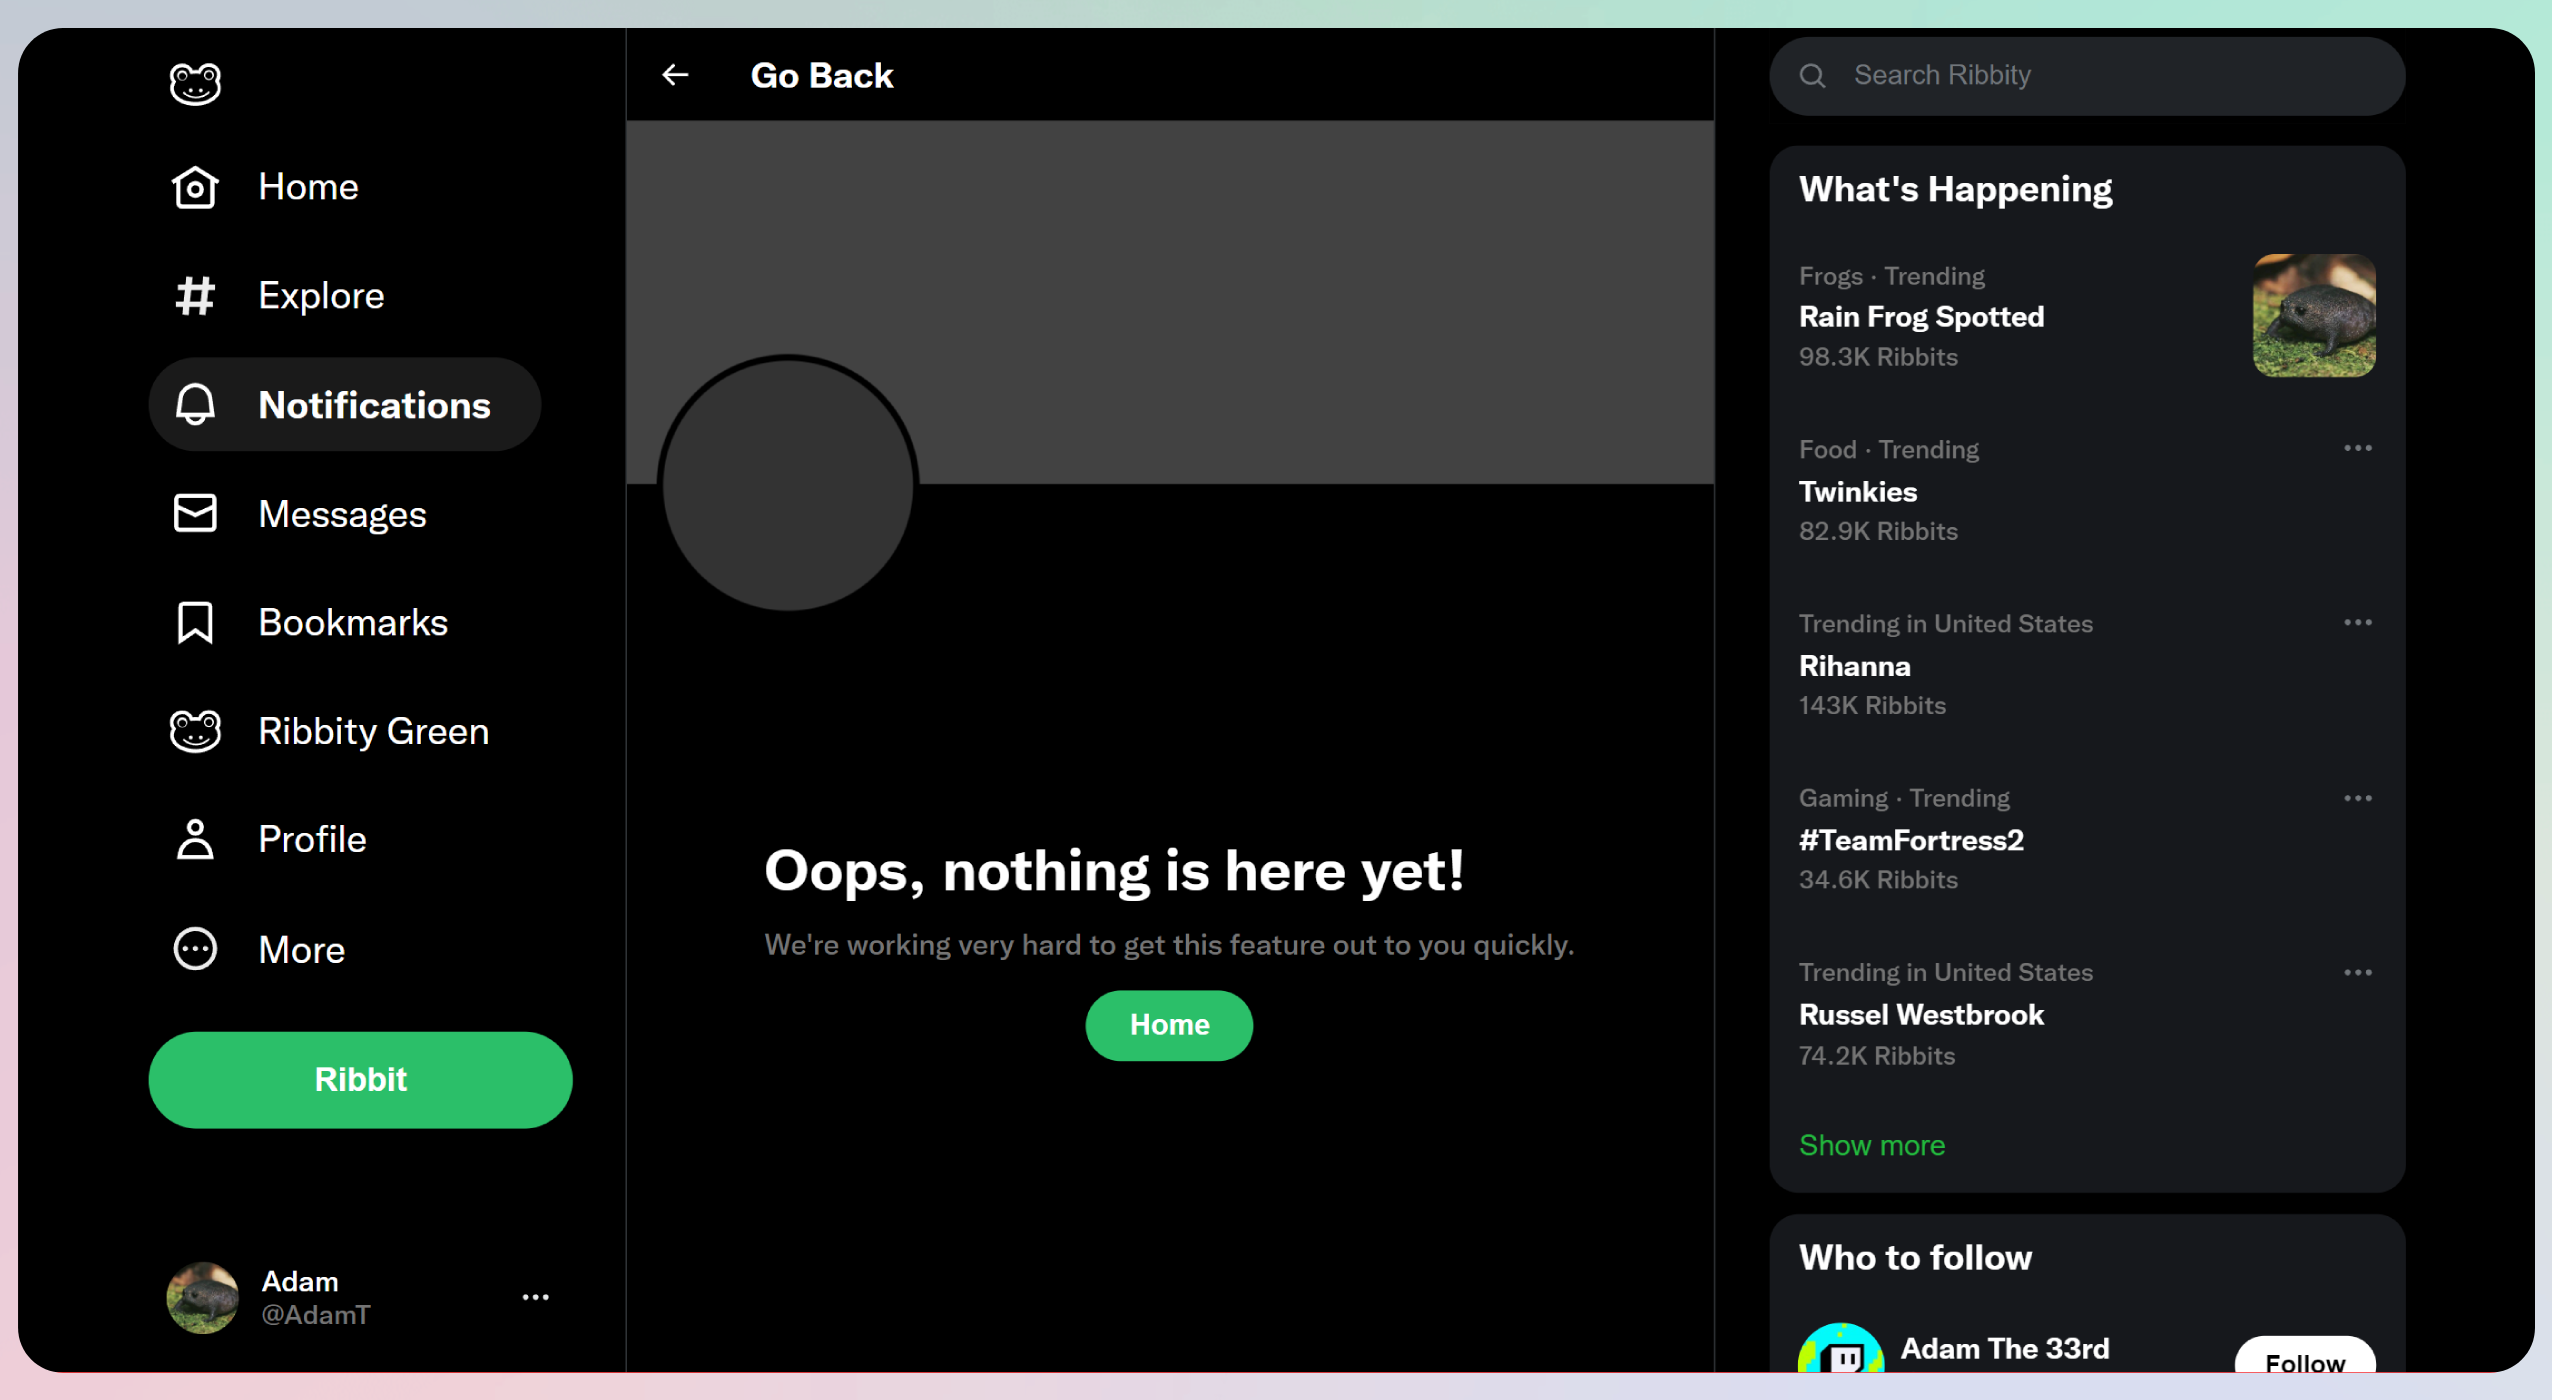 Home
Explore
Notifications
Messages
Bookmarks
Ribbity Green
Profile
More
Ribbit
Adam
@AdamT
Go Back
Oops, nothing is here yet!
We're working very hard to get this feature out to you quickly.
Home
Search Ribbity
What's Happening
Frogs · Trending
Rain Frog Spotted
98.3K Ribbits
Food · Trending
Twinkies
82.9K Ribbits
Trending in United States
Rihanna
143K Ribbits
Gaming · Trending
#TeamFortress2
34.6K Ribbits
Trending in United States
Russel Westbrook
74.2K Ribbits
Show more
Who to follow
Adam The 33rd
Follow